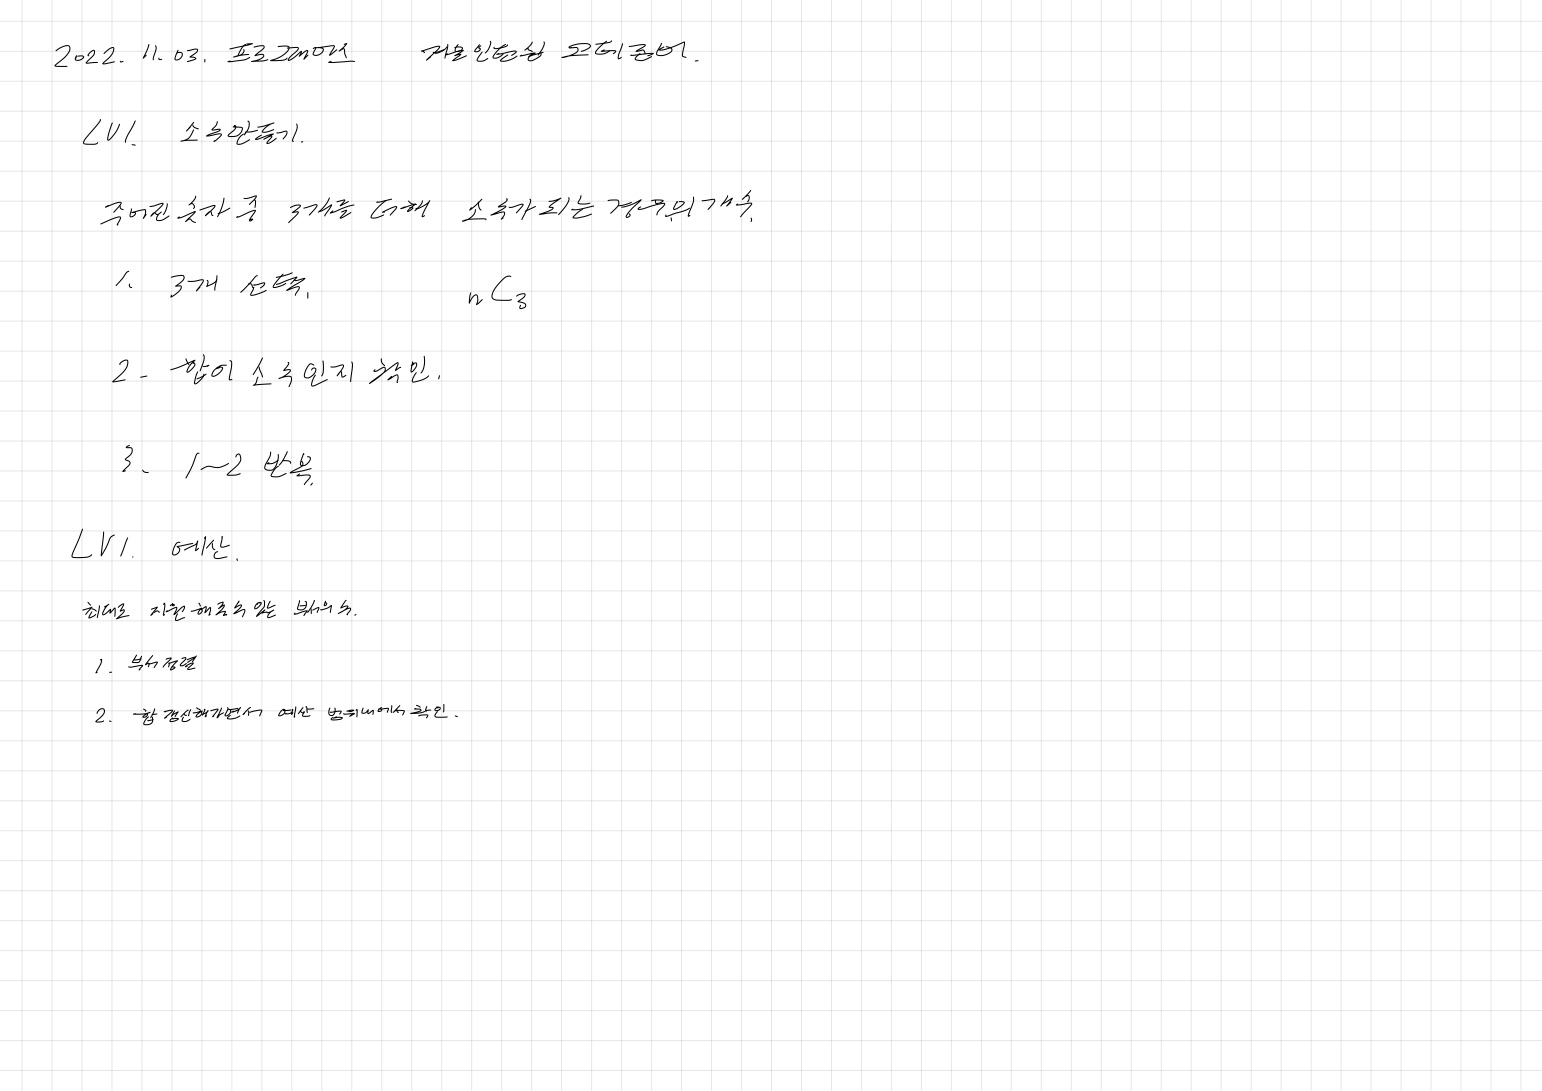 2022. 11. 03. 프로그래머스 겨울인턴십 코테준비.
LV1. 소수만들기.
주어진 숫자 중 3개를 더해 소수가 되는 경우의 개수.
1. 3개 선택. nC3
2. 합이 소수인지 확인.
3. 1~2 반복.
LV1. 예산.
최대로 지원해줄수있는 부서의 수.
1. 부서정렬
2. 합 갱신해가면서 예산 범위내에서 확인.